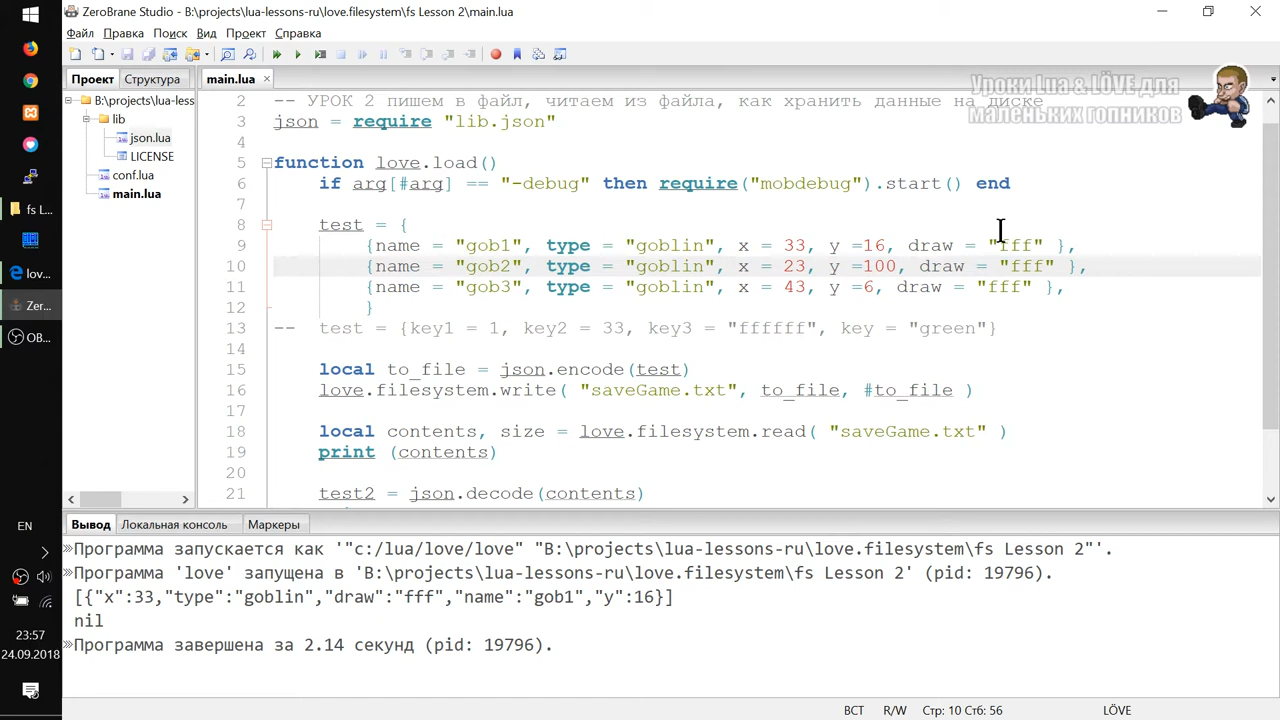 ZeroBrane Studio - B:\projects\lua-lessons-ru\love.filesystem\fs Lesson 2\main.lua
Файл Правка Поиск Вид Проект Справка
Проект Структура
main.lua
Уроки Lua & LÖVE для
маленьких гопников
B:\projects\lua-less
lib
json.lua
LICENSE
conf.lua
main.lua
2 -- УРОК 2 пишем в файл, читаем из файла, как хранить данные на диске
3 json = require "lib.json"
4
5 function love.load()
6 if arg[#arg] == "-debug" then require("mobdebug").start() end
7
8 test = {
9 {name = "gob1", type = "goblin", x = 33, y =16, draw = "fff" },
10 {name = "gob2", type = "goblin", x = 23, y =100, draw = "fff" },
11 {name = "gob3", type = "goblin", x = 43, y =6, draw = "fff" },
12 }
13 -- test = {key1 = 1, key2 = 33, key3 = "ffffff", key = "green"}
14
15 local to_file = json.encode(test)
16 love.filesystem.write( "saveGame.txt", to_file, #to_file )
17
18 local contents, size = love.filesystem.read( "saveGame.txt" )
19 print (contents)
20
21 test2 = json.decode(contents)
Вывод Локальная консоль Маркеры
Программа запускается как '"c:/lua/love/love" "B:\projects\lua-lessons-ru\love.filesystem\fs Lesson 2"'.
Программа 'love' запущена в 'B:\projects\lua-lessons-ru\love.filesystem\fs Lesson 2' (pid: 19796).
[{"x":33,"type":"goblin","draw":"fff","name":"gob1","y":16}]
nil
Программа завершена за 2.14 секунд (pid: 19796).
ВСТ R/W Стр: 10 Стб: 56 LÖVE
fs L...
lov...
Zer...
OB...
EN
23:57
24.09.2018